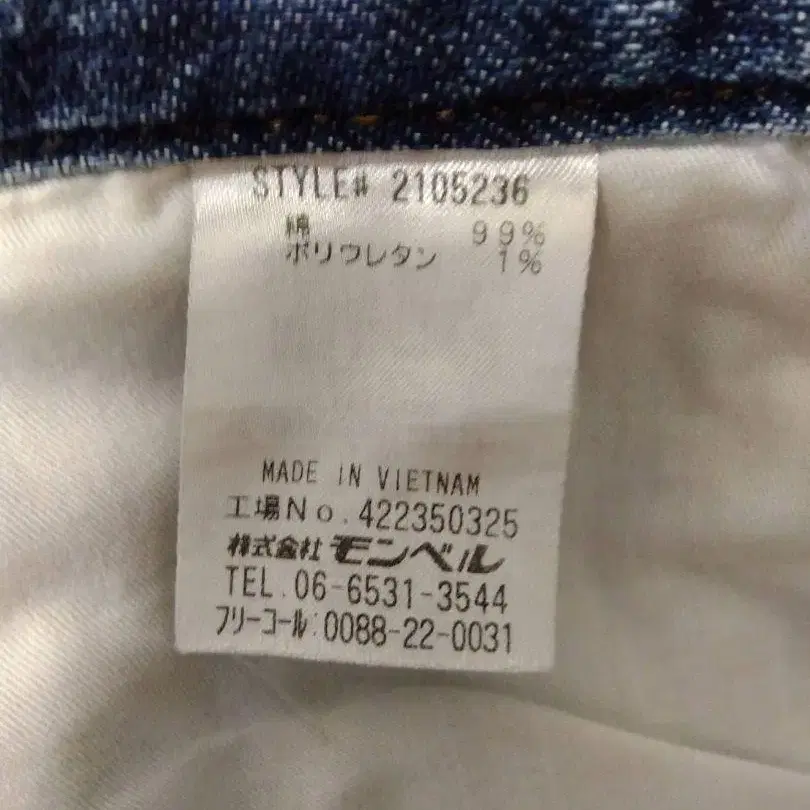 STYLE# 2105236
綿 99%
ポリウレタン 1%
MADE IN VIETNAM
工場No.422350325
株式会社モンベル
TEL.06-6531-3544
フリーコール:0088-22-0031